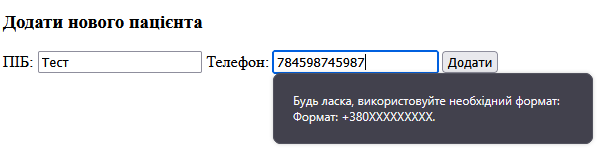 Додати нового пацієнта
ПІБ: Тест Телефон: 784598745987 Додати
Будь ласка, використовуйте необхідний формат:
Формат: +380XXXXXXXXX.